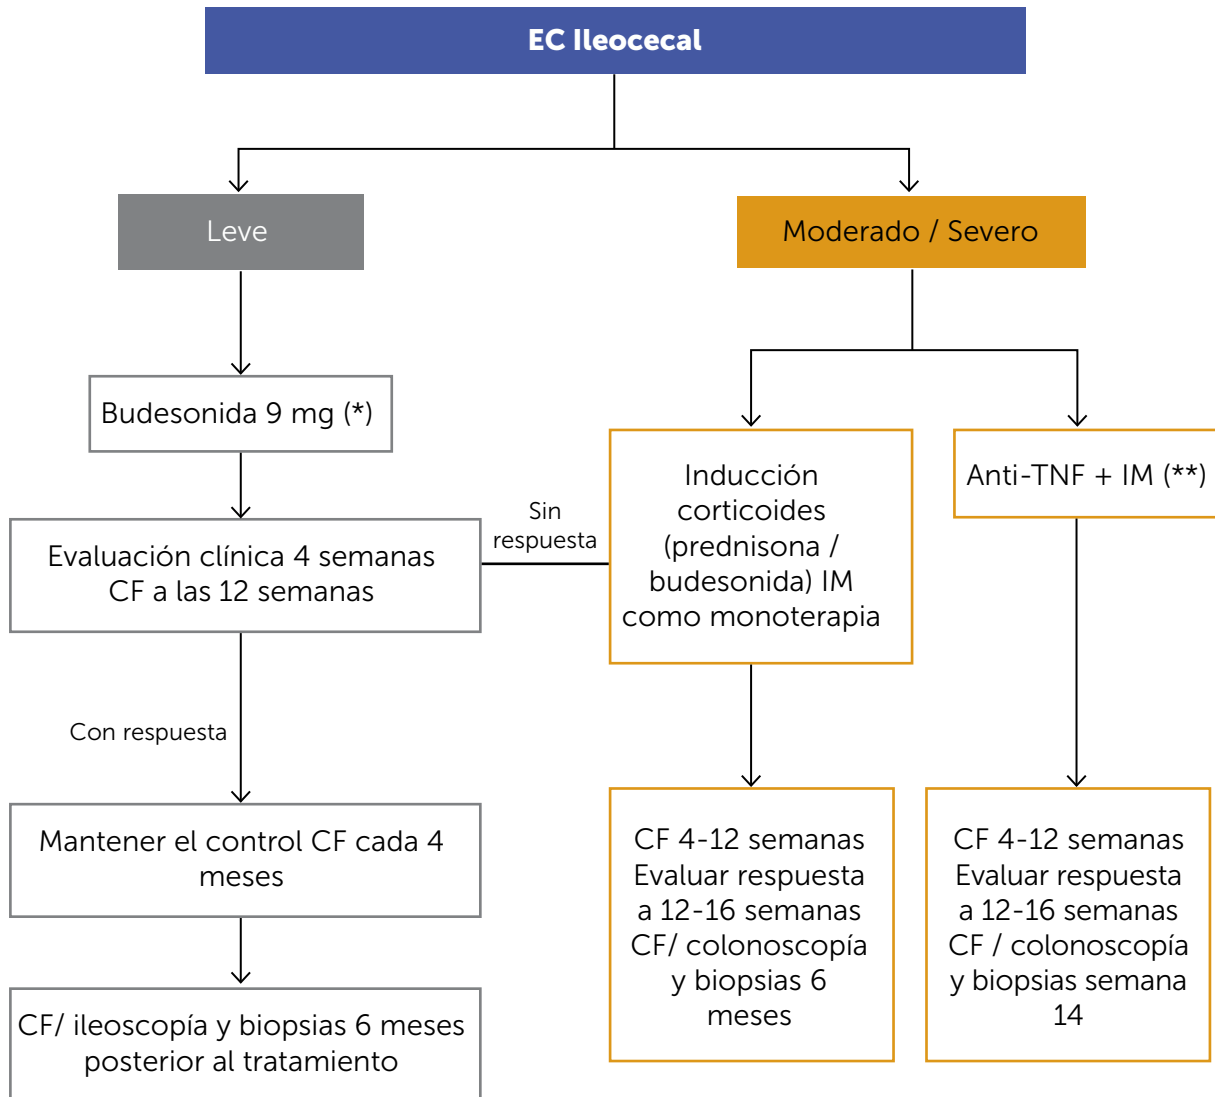 EC Ileocecal
Leve
Moderado / Severo
Budesonida 9 mg (*)
Evaluación clínica 4 semanas
CF a las 12 semanas
Sin
respuesta
Inducción
corticoides
(prednisona /
budesonida) IM
como monoterapia
Anti-TNF + IM (**)
Con respuesta
Mantener el control CF cada 4
meses
CF/ ileoscopía y biopsias 6 meses
posterior al tratamiento
CF 4-12 semanas
Evaluar respuesta
a 12-16 semanas
CF/ colonoscopía
y biopsias 6
meses
CF 4-12 semanas
Evaluar respuesta
a 12-16 semanas
CF / colonoscopía
y biopsias semana
14